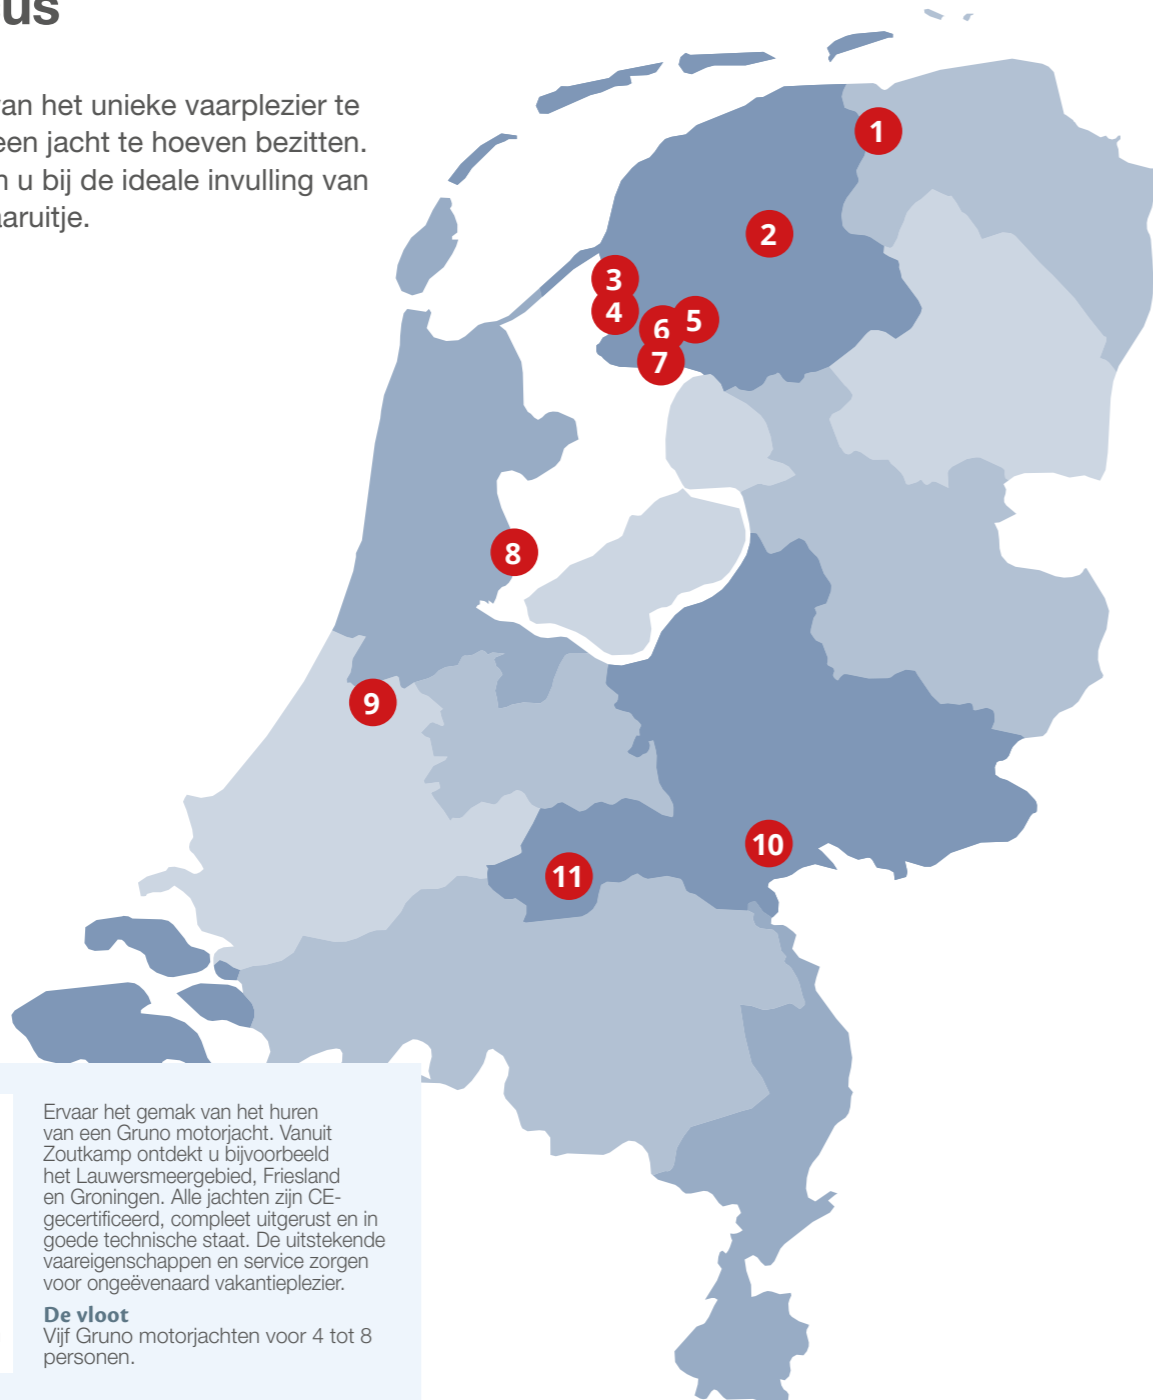 us
van het unieke vaarplezier te
een jacht te hoeven bezitten.
n u bij de ideale invulling van
aaruitje.
1
2
3
4
6
5
7
8
9
10
11
Ervaar het gemak van het huren
van een Gruno motorjacht. Vanuit
Zoutkamp ontdekt u bijvoorbeeld
het Lauwersmeergebied, Friesland
en Groningen. Alle jachten zijn CE-
gecertificeerd, compleet uitgerust en in
goede technische staat. De uitstekende
vaareigenschappen en service zorgen
voor ongeëvenaard vakantieplezier.
De vloot
Vijf Gruno motorjachten voor 4 tot 8
personen.